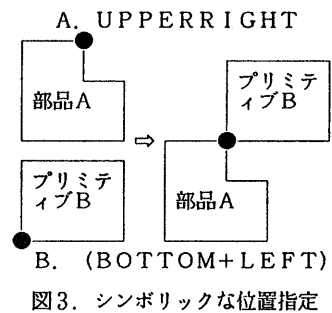 A. UPPERRIGHT
部品A
プリミテ
ィブB
プリミテ
ィブB
部品A
B. (BOTTOM+LEFT)
図3. シンボリックな位置指定